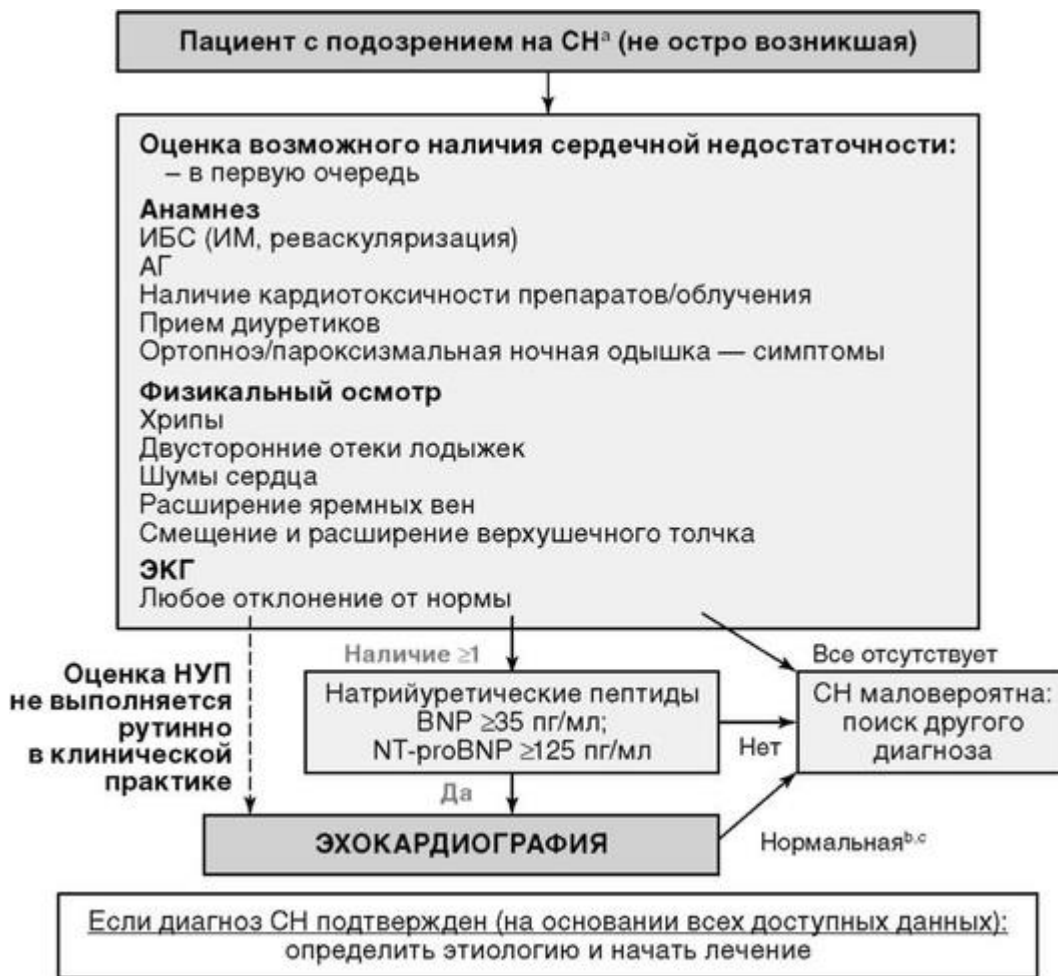 Пациент с подозрением на СНᵃ (не остро возникшая)
Оценка возможного наличия сердечной недостаточности:
– в первую очередь
Анамнез
ИБС (ИМ, реваскуляризация)
АГ
Наличие кардиотоксичности препаратов/облучения
Прием диуретиков
Ортопноэ/пароксизмальная ночная одышка — симптомы
Физикальный осмотр
Хрипы
Двусторонние отеки лодыжек
Шумы сердца
Расширение яремных вен
Смещение и расширение верхушечного толчка
ЭКГ
Любое отклонение от нормы
Оценка НУП
не выполняется
рутинно
в клинической
практике
Наличие ≥1
Натрийуретические пептиды
BNP ≥35 пг/мл;
NT-proBNP ≥125 пг/мл
Все отсутствует
СН маловероятна:
поиск другого
диагноза
Нет
Да
ЭХОКАРДИОГРАФИЯ
Нормальнаяᵇ,ᶜ
Если диагноз СН подтвержден (на основании всех доступных данных):
определить этиологию и начать лечение